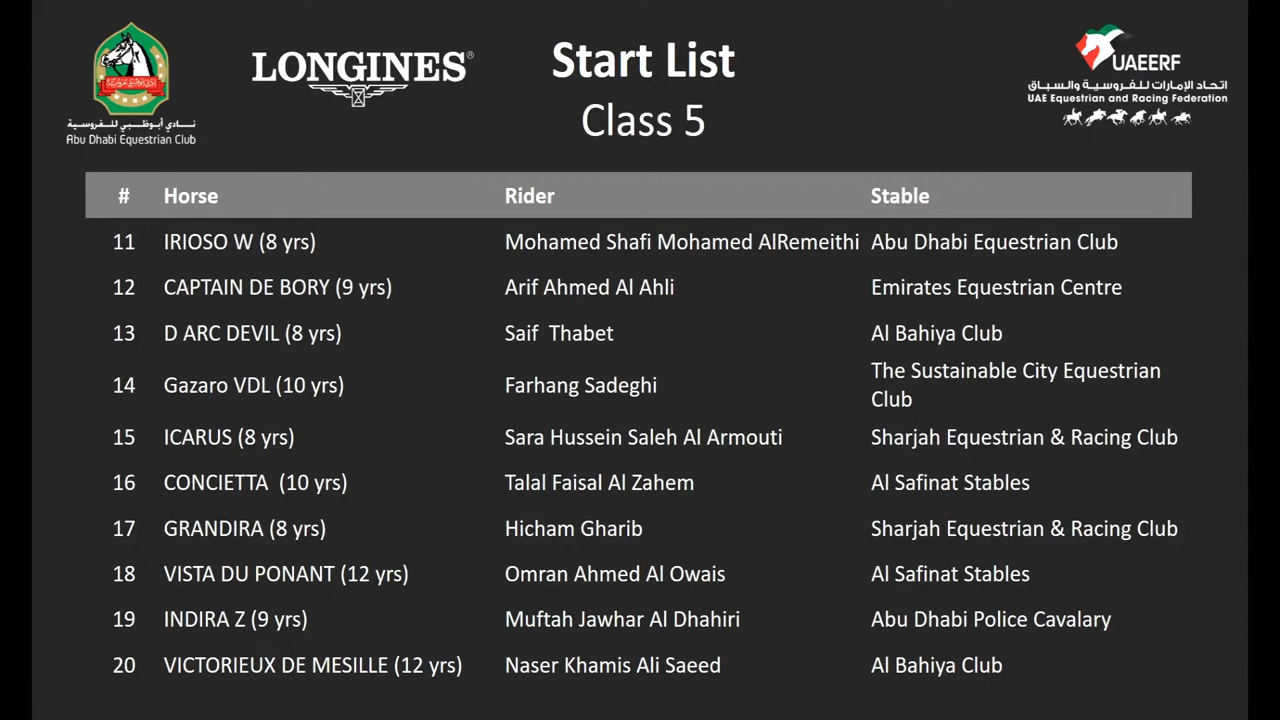 نادي أبوظبي للفروسية
Abu Dhabi Equestrian Club
LONGINES®
Start List
Class 5
UAEERF
اتحاد الإمارات للفروسية والسباق
UAE Equestrian and Racing Federation
# Horse Rider Stable
11 IRIOSO W (8 yrs) Mohamed Shafi Mohamed AlRemeithi Abu Dhabi Equestrian Club
12 CAPTAIN DE BORY (9 yrs) Arif Ahmed Al Ahli Emirates Equestrian Centre
13 D ARC DEVIL (8 yrs) Saif  Thabet Al Bahiya Club
14 Gazaro VDL (10 yrs) Farhang Sadeghi The Sustainable City Equestrian
Club
15 ICARUS (8 yrs) Sara Hussein Saleh Al Armouti Sharjah Equestrian & Racing Club
16 CONCIETTA  (10 yrs) Talal Faisal Al Zahem Al Safinat Stables
17 GRANDIRA (8 yrs) Hicham Gharib Sharjah Equestrian & Racing Club
18 VISTA DU PONANT (12 yrs) Omran Ahmed Al Owais Al Safinat Stables
19 INDIRA Z (9 yrs) Muftah Jawhar Al Dhahiri Abu Dhabi Police Cavalary
20 VICTORIEUX DE MESILLE (12 yrs) Naser Khamis Ali Saeed Al Bahiya Club